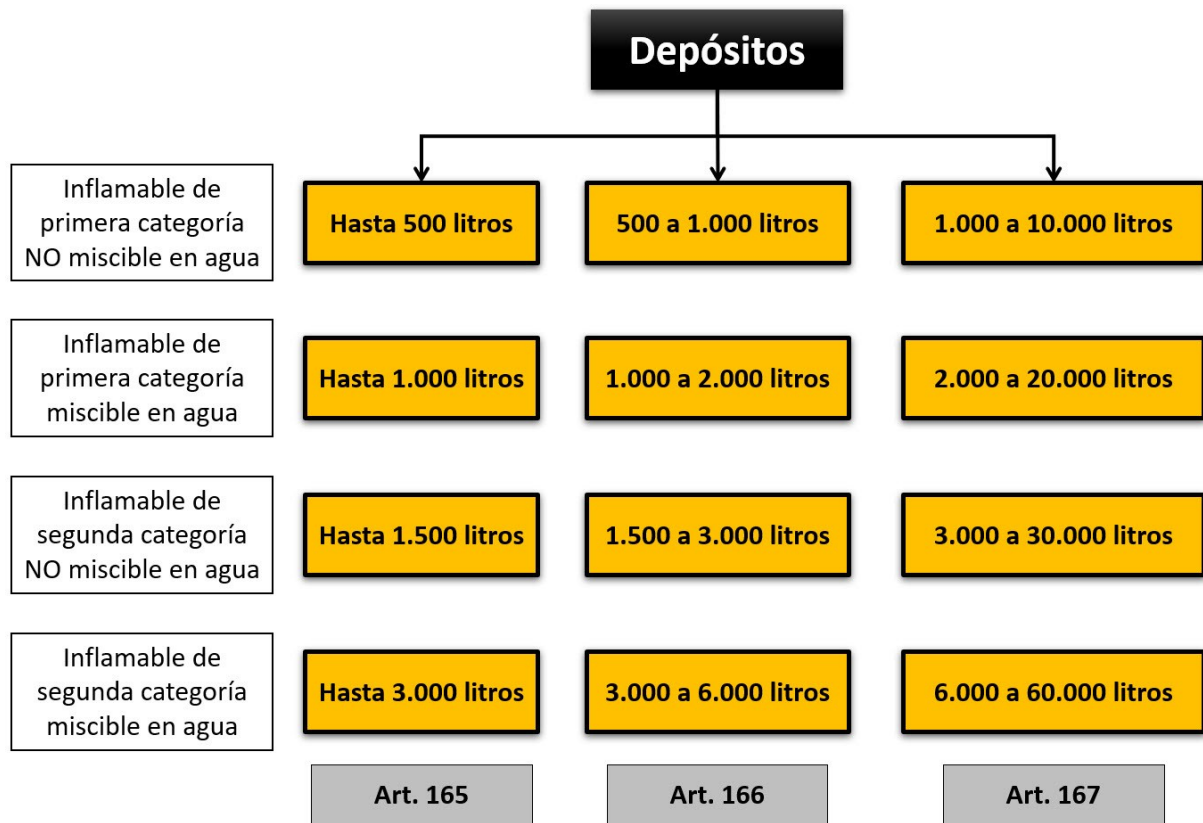 Depósitos
Inflamable de
primera categoría
NO miscible en agua
Hasta 500 litros
500 a 1.000 litros
1.000 a 10.000 litros
Inflamable de
primera categoría
miscible en agua
Hasta 1.000 litros
1.000 a 2.000 litros
2.000 a 20.000 litros
Inflamable de
segunda categoría
NO miscible en agua
Hasta 1.500 litros
1.500 a 3.000 litros
3.000 a 30.000 litros
Inflamable de
segunda categoría
miscible en agua
Hasta 3.000 litros
3.000 a 6.000 litros
6.000 a 60.000 litros
Art. 165
Art. 166
Art. 167